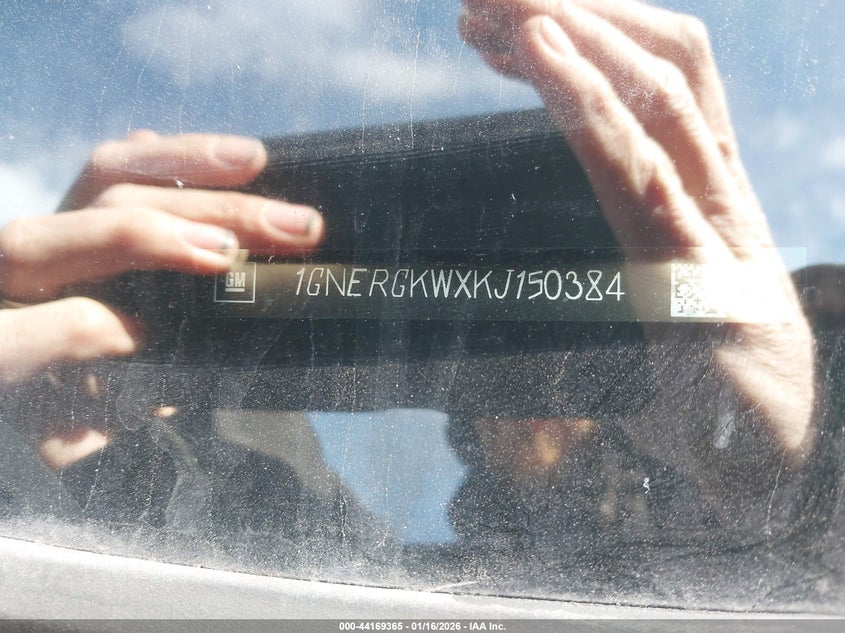 GM 1GNERGKWXKJ150384
000-44169365 - 01/16/2026 - IAA Inc.